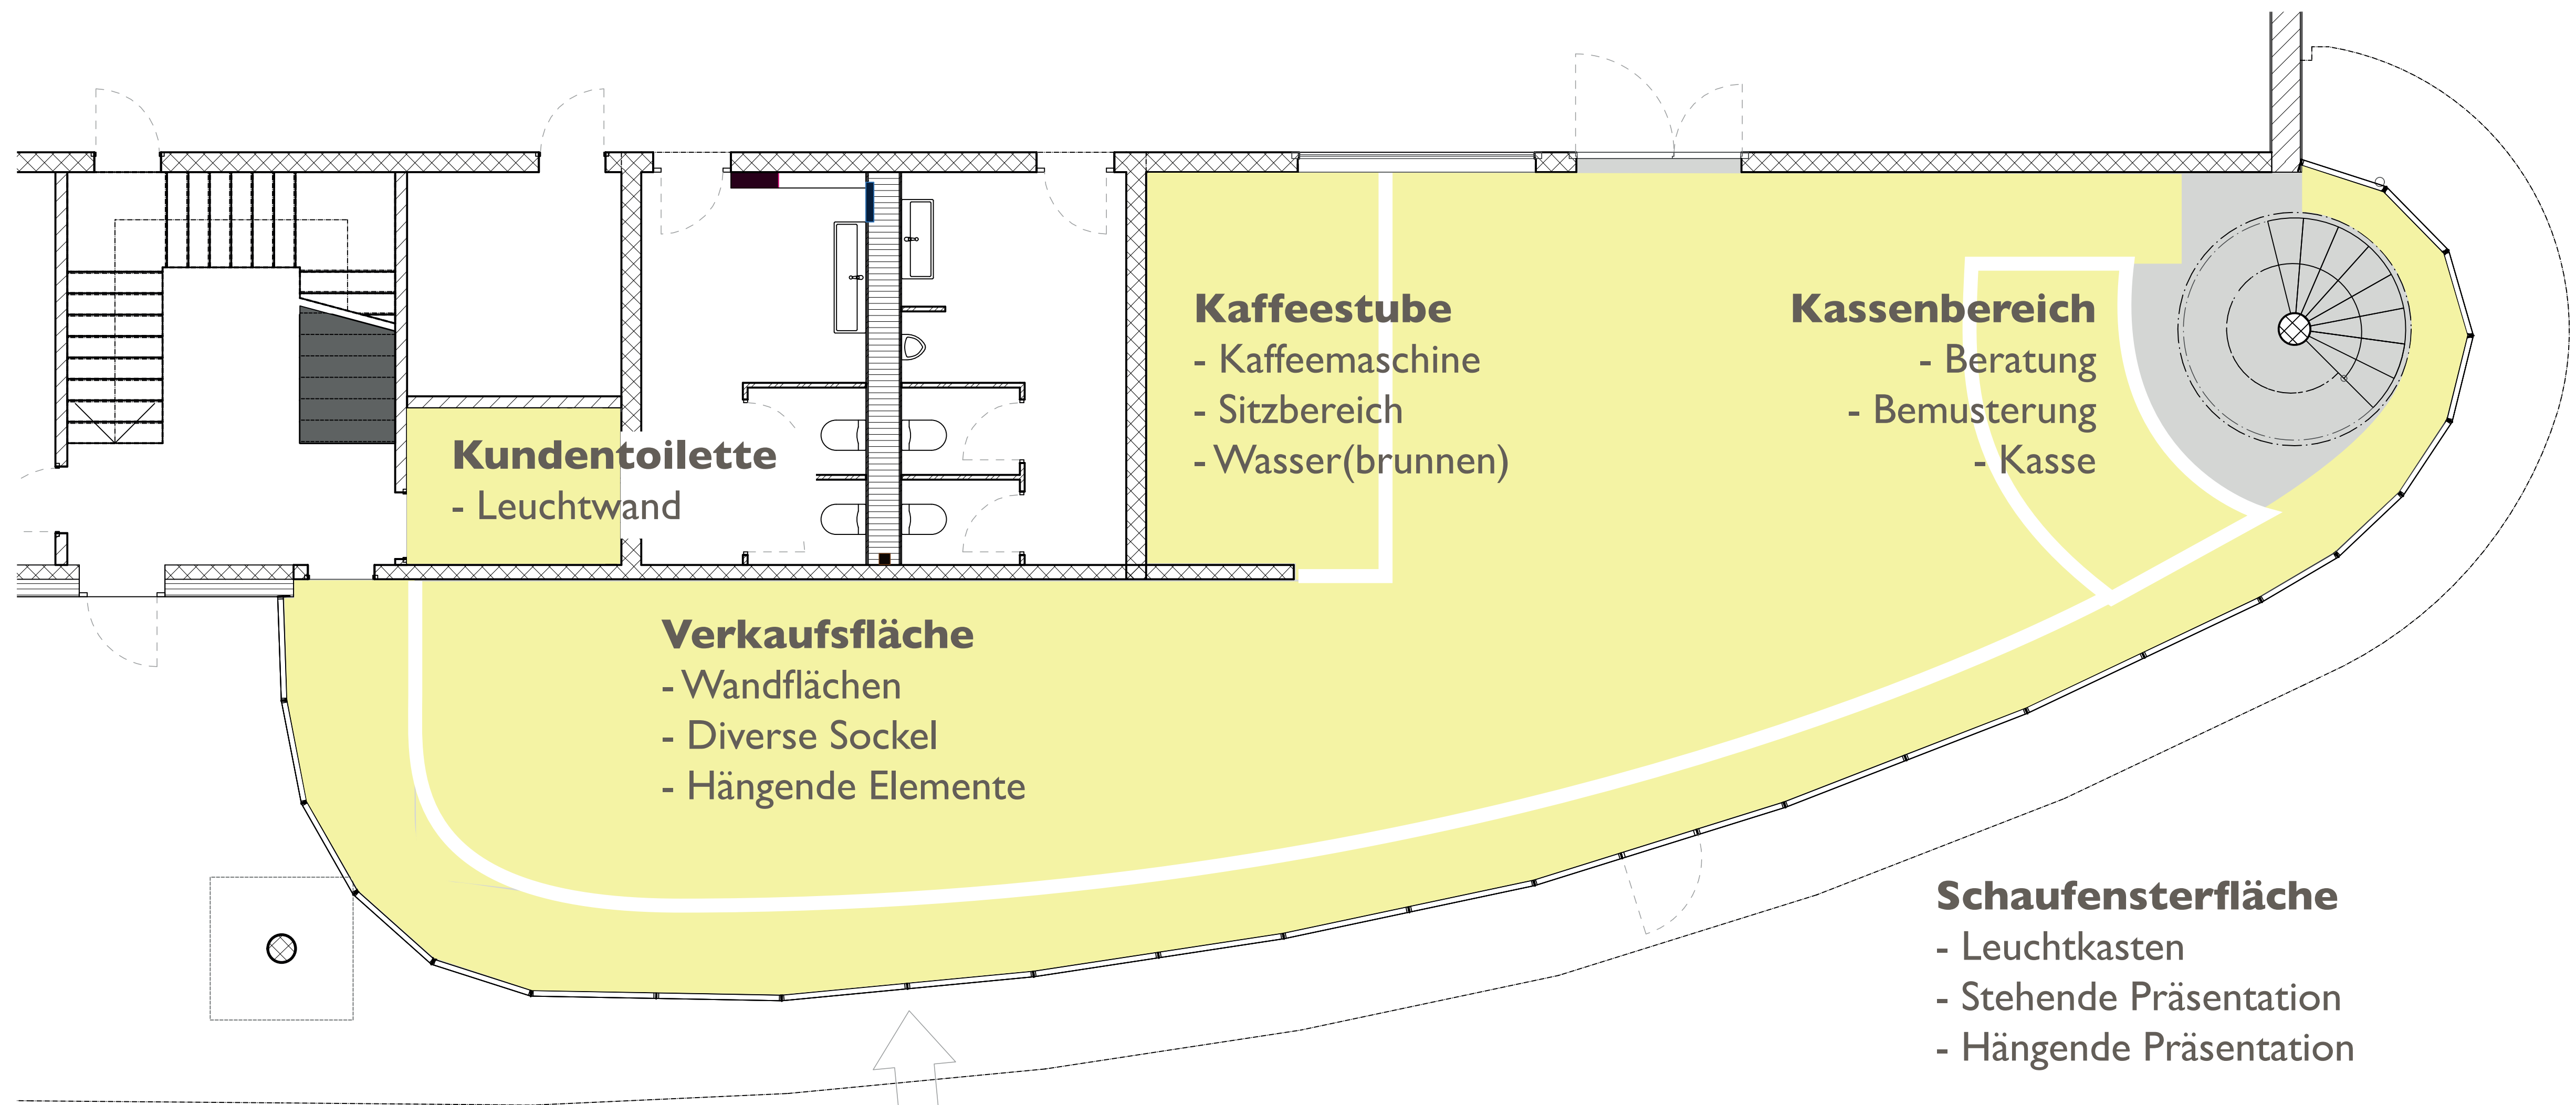 Kaffeestube
- Kaffeemaschine
- Sitzbereich
- Wasser(brunnen)
Kassenbereich
- Beratung
- Bemusterung
- Kasse
Kundentoilette
- Leuchtwand
Verkaufsfläche
- Wandflächen
- Diverse Sockel
- Hängende Elemente
Schaufensterfläche
- Leuchtkasten
- Stehende Präsentation
- Hängende Präsentation